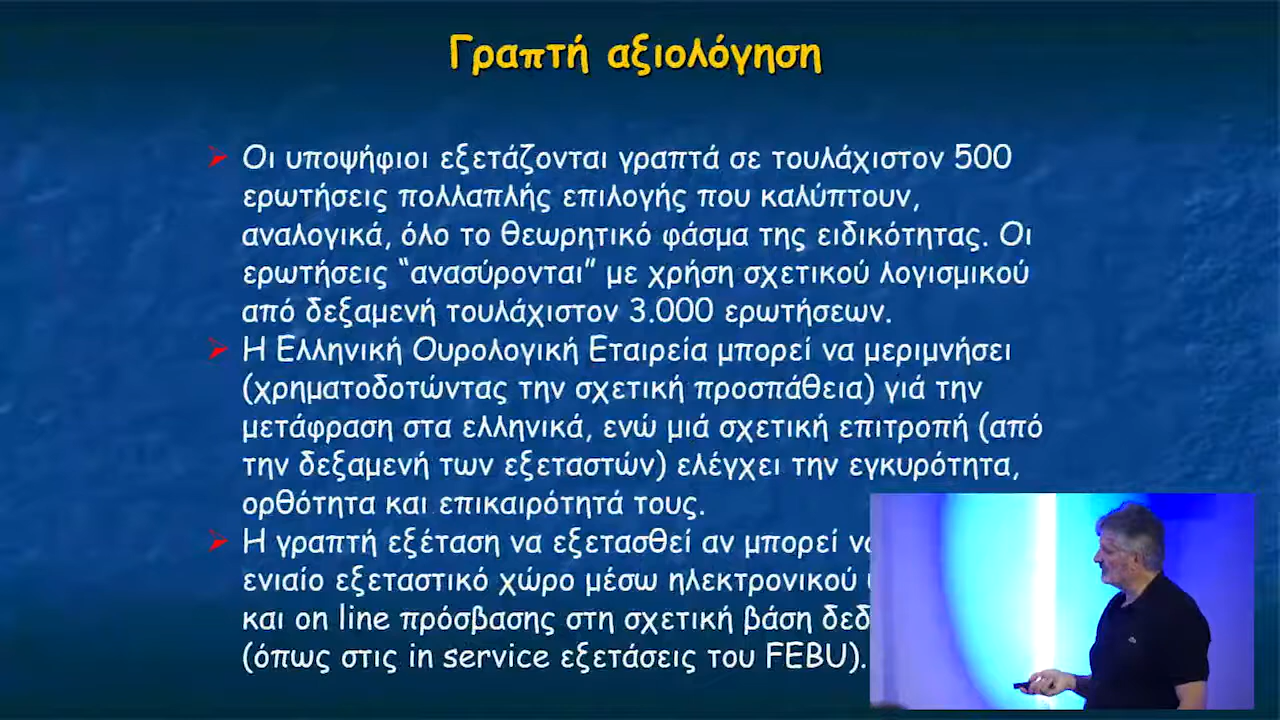 Γραπτή αξιολόγηση
Οι υποψήφιοι εξετάζονται γραπτά σε τουλάχιστον 500
ερωτήσεις πολλαπλής επιλογής που καλύπτουν,
αναλογικά, όλο το θεωρητικό φάσμα της ειδικότητας. Οι
ερωτήσεις “ανασύρονται” με χρήση σχετικού λογισμικού
από δεξαμενή τουλάχιστον 3.000 ερωτήσεων.
Η Ελληνική Ουρολογική Εταιρεία μπορεί να μεριμνήσει
(χρηματοδοτώντας την σχετική προσπάθεια) γιά την
μετάφραση στα ελληνικά, ενώ μιά σχετική επιτροπή (από
την δεξαμενή των εξεταστών) ελέγχει την εγκυρότητα,
ορθότητα και επικαιρότητά τους.
Η γραπτή εξέταση να εξετασθεί αν μπορεί
ενιαίο εξεταστικό χώρο μέσω ηλεκτρονικού
και on line πρόσβασης στη σχετική βάση
(όπως στις in service εξετάσεις του FEBU).